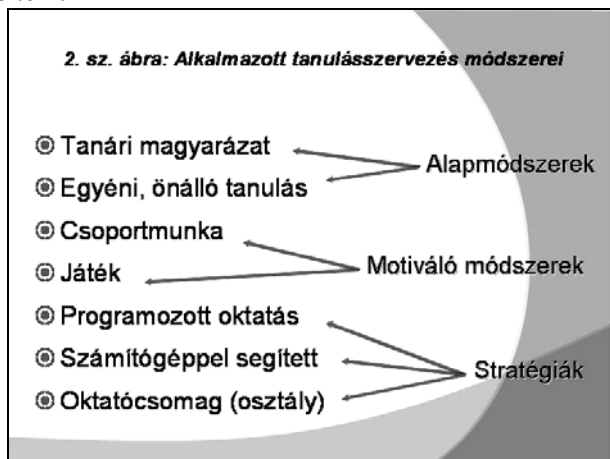 2. sz. ábra: Alkalmazott tanulásszervezés módszerei
Tanári magyarázat
Egyéni, önálló tanulás
Alapmódszerek
Csoportmunka
Játék
Motiváló módszerek
Programozott oktatás
Számítógéppel segített
Oktatócsomag (osztály)
Stratégiák